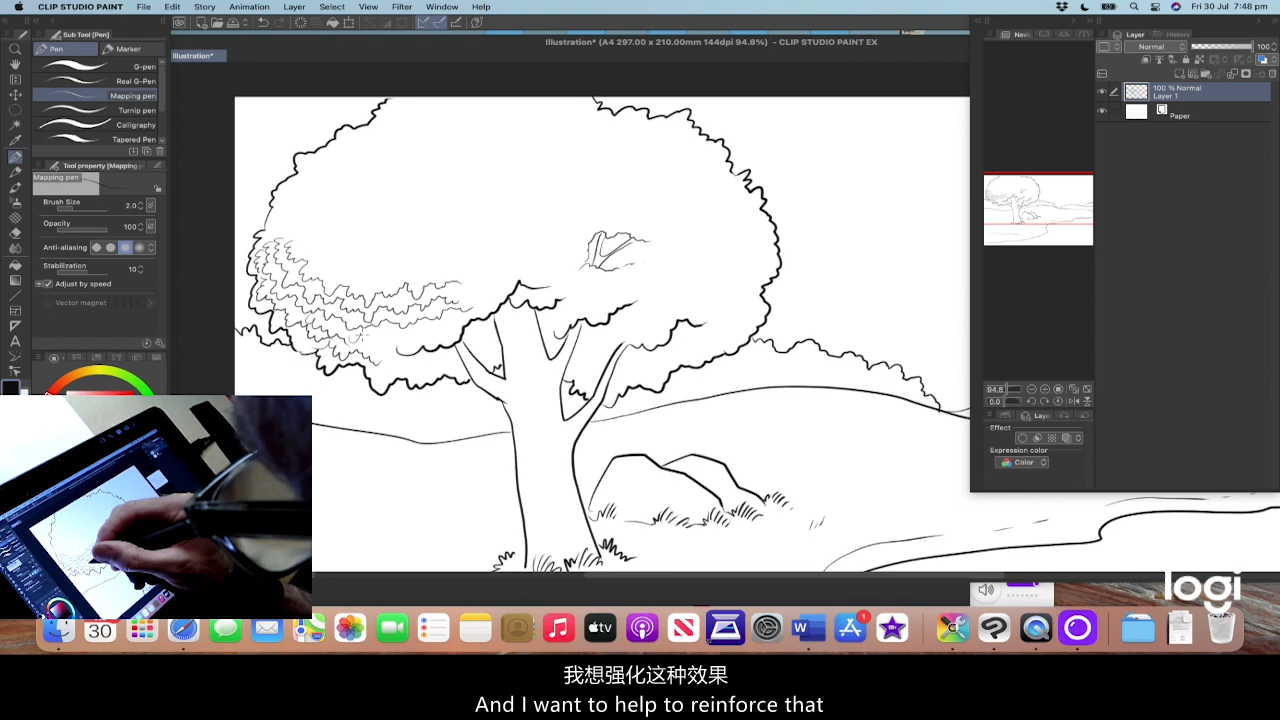 CLIP STUDIO PAINT File Edit Story Animation Layer Select View Filter Window Help
Fri 30 Jul 7:48 pm
Sub Tool [Pen]
Pen Marker
G-pen
Real G-Pen
Mapping pen
Turnip pen
Calligraphy
Tapered Pen
Tool property [Mapping
Mapping pen
Brush Size 2.0
Opacity 100
Anti-aliasing
Stabilization 10
Adjust by speed
Vector magnet
Illustration* (A4 297.00 x 210.00mm 144dpi 94.8%) - CLIP STUDIO PAINT EX
Illustration*
94.8
0.0
Effect
Expression color
Color
Layer History
Normal 100
100 % Normal
Layer 1
Paper
logi
30
tv
1
我想强化这种效果
And I want to help to reinforce that